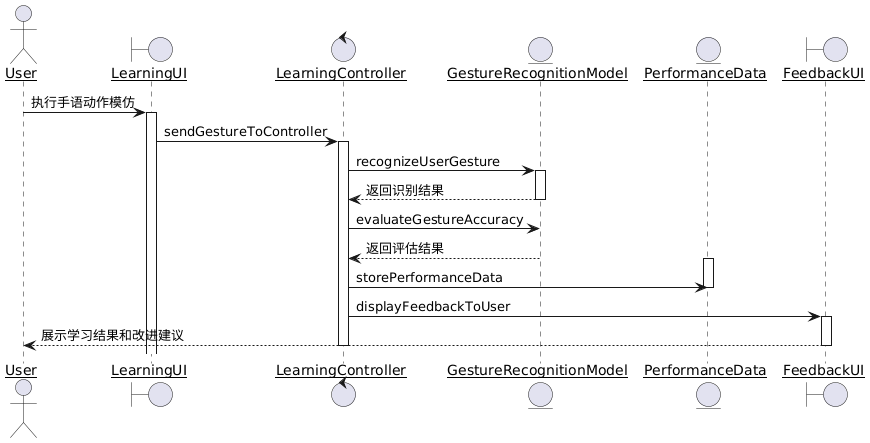 User
LearningUI
LearningController
GestureRecognitionModel
PerformanceData
FeedbackUI
执行手语动作模仿
sendGestureToController
recognizeUserGesture
返回识别结果
evaluateGestureAccuracy
返回评估结果
storePerformanceData
displayFeedbackToUser
展示学习结果和改进建议
User
LearningUI
LearningController
GestureRecognitionModel
PerformanceData
FeedbackUI